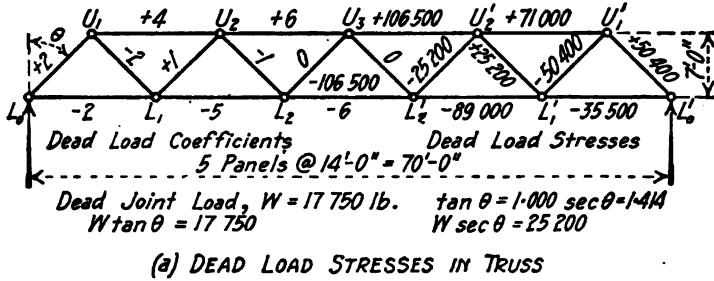 U₁ +4 U₂ +6 U₃ +106 500 U₂' +71 000 U₁'
θ +2 -2 +1 -1 0 0 -25 200 +25 200 -50 400 +50 400 7'-0"
-106 500
L₀ -2 L₁ -5 L₂ -6 L₂' -89 000 L₁' -35 500 L₀'
Dead Load Coefficients Dead Load Stresses
5 Panels @ 14'-0" = 70'-0"
Dead Joint Load, W = 17 750 lb. tan θ = 1·000 sec θ = 1·414
W tan θ = 17 750 W sec θ = 25 200
(a) DEAD LOAD STRESSES IN TRUSS